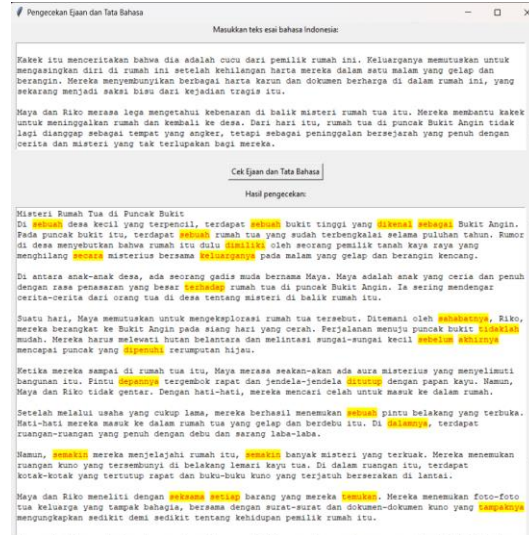 Pengecekan Ejaan dan Tata Bahasa
Masukkan teks esai bahasa Indonesia:
Kakek itu menceritakan bahwa dia adalah cucu dari pemilik rumah ini. Keluarganya memutuskan untuk
mengasingkan diri di rumah ini setelah kehilangan harta mereka dalam satu malam yang gelap dan
berangin. Mereka menyembunyikan berbagai harta karun dan dokumen berharga di dalam rumah ini, yang
sekarang menjadi saksi bisu dari kejadian tragis itu.
Maya dan Riko merasa lega mengetahui kebenaran di balik misteri rumah tua itu. Mereka membantu kakek
untuk meninggalkan rumah dan kembali ke desa. Dari hari itu, rumah tua di puncak Bukit Angin tidak
lagi dianggap sebagai tempat yang angker, tetapi sebagai peninggalan bersejarah yang penuh dengan
cerita dan misteri yang tak terlupakan bagi mereka.
Cek Ejaan dan Tata Bahasa
Hasil pengecekan:
Misteri Rumah Tua di Puncak Bukit
Di sebuah desa kecil yang terpencil, terdapat sebuah bukit tinggi yang dikenal sebagai Bukit Angin.
Pada puncak bukit itu, terdapat sebuah rumah tua yang sudah terbengkalai selama puluhan tahun. Rumor
di desa menyebutkan bahwa rumah itu dulu dimiliki oleh seorang pemilik tanah kaya raya yang
menghilang secara misterius bersama keluarganya pada malam yang gelap dan berangin kencang.
Di antara anak-anak desa, ada seorang gadis muda bernama Maya. Maya adalah anak yang ceria dan penuh
dengan rasa penasaran yang besar terhadap rumah tua di puncak Bukit Angin. Ia sering mendengar
cerita-cerita dari orang tua di desa tentang misteri di balik rumah itu.
Suatu hari, Maya memutuskan untuk mengeksplorasi rumah tua tersebut. Ditemani oleh sahabatnya, Riko,
mereka berangkat ke Bukit Angin pada siang hari yang cerah. Perjalanan menuju puncak bukit tidaklah
mudah. Mereka harus melewati hutan belantara dan melintasi sungai-sungai kecil sebelum akhirnya
mencapai puncak yang dipenuhi rerumputan hijau.
Ketika mereka sampai di rumah tua itu, Maya merasa seakan-akan ada aura misterius yang menyelimuti
bangunan itu. Pintu depannya tergembok rapat dan jendela-jendela ditutup dengan papan kayu. Namun,
Maya dan Riko tidak gentar. Dengan hati-hati, mereka mencari celah untuk masuk ke dalam rumah.
Setelah melalui usaha yang cukup lama, mereka berhasil menemukan sebuah pintu belakang yang terbuka.
Hati-hati mereka masuk ke dalam rumah tua yang gelap dan berdebu itu. Di dalamnya, terdapat
ruangan-ruangan yang penuh dengan debu dan sarang laba-laba.
Namun, semakin mereka menjelajahi rumah itu, semakin banyak misteri yang terkuak. Mereka menemukan
ruangan kuno yang tersembunyi di belakang lemari kayu tua. Di dalam ruangan itu, terdapat
kotak-kotak yang tertutup rapat dan buku-buku kuno yang terjatuh berserakan di lantai.
Maya dan Riko meneliti dengan seksama setiap barang yang mereka temukan. Mereka menemukan foto-foto
tua keluarga yang tampak bahagia, bersama dengan surat-surat dan dokumen-dokumen kuno yang tampaknya
mengungkapkan sedikit demi sedikit tentang kehidupan pemilik rumah itu.